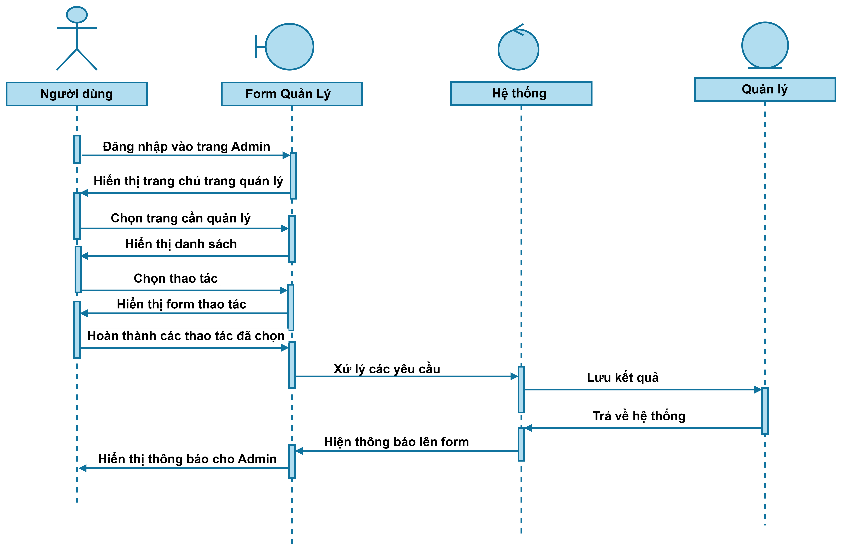 Người dùng
Form Quản Lý
Hệ thống
Quản lý
Đăng nhập vào trang Admin
Hiển thị trang chủ trang quản lý
Chọn trang cần quản lý
Hiển thị danh sách
Chọn thao tác
Hiển thị form thao tác
Hoàn thành các thao tác đã chọn
Xử lý các yêu cầu
Lưu kết quả
Trả về hệ thống
Hiện thông báo lên form
Hiển thị thông báo cho Admin